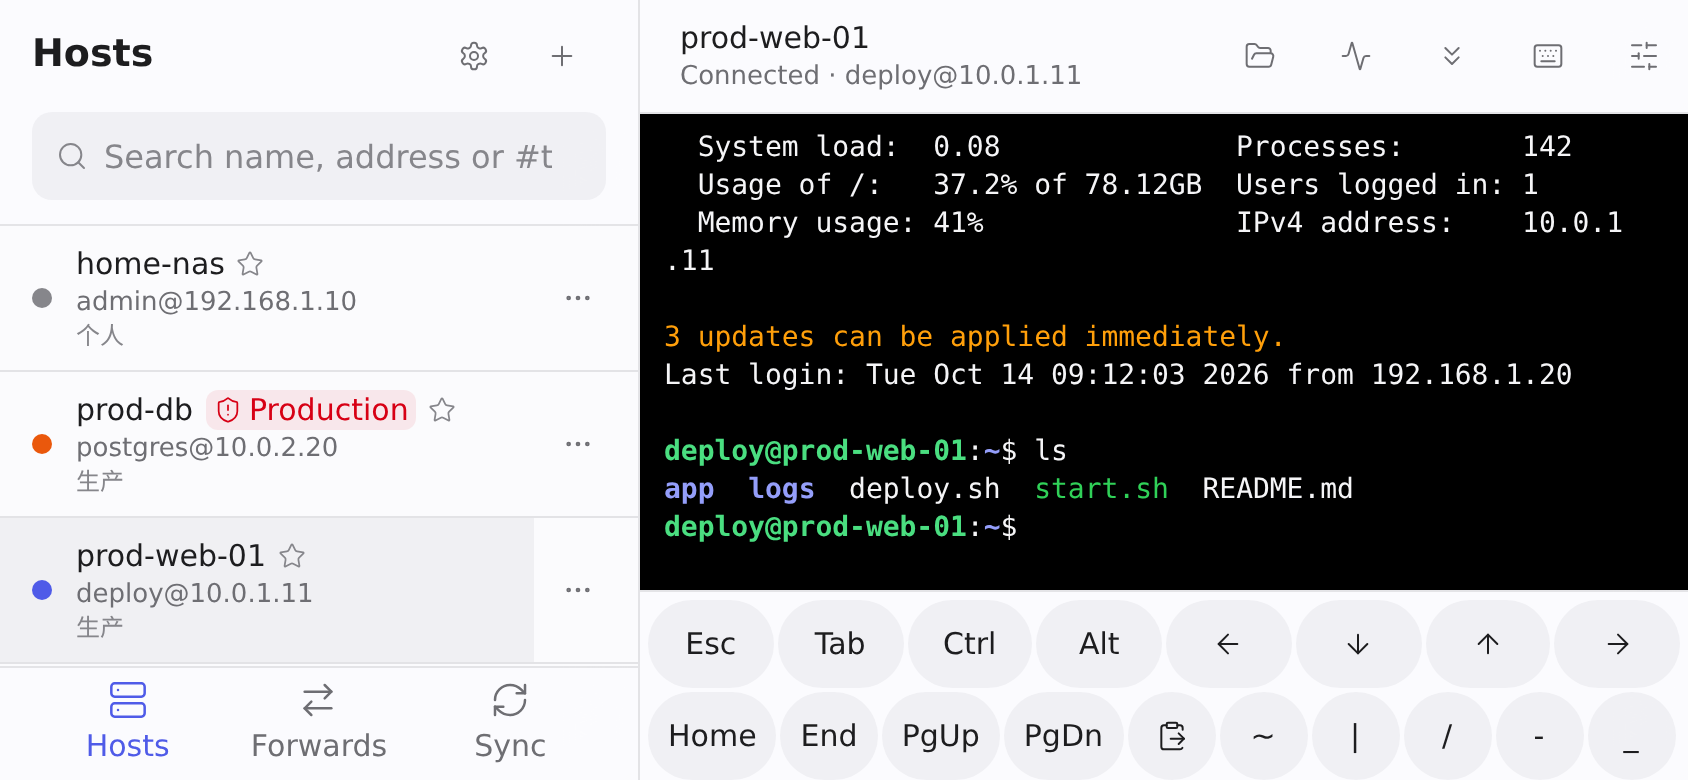 Hosts
Search name, address or #t
home-nas
admin@192.168.1.10
个人
prod-db Production
postgres@10.0.2.20
生产
prod-web-01
deploy@10.0.1.11
生产
Hosts Forwards Sync
prod-web-01
Connected · deploy@10.0.1.11
System load: 0.08 Processes: 142
Usage of /: 37.2% of 78.12GB Users logged in: 1
Memory usage: 41% IPv4 address: 10.0.1
.11
3 updates can be applied immediately.
Last login: Tue Oct 14 09:12:03 2026 from 192.168.1.20
deploy@prod-web-01:~$ ls
app logs deploy.sh start.sh README.md
deploy@prod-web-01:~$
Esc Tab Ctrl Alt ← ↓ ↑ →
Home End PgUp PgDn ~ | / - _